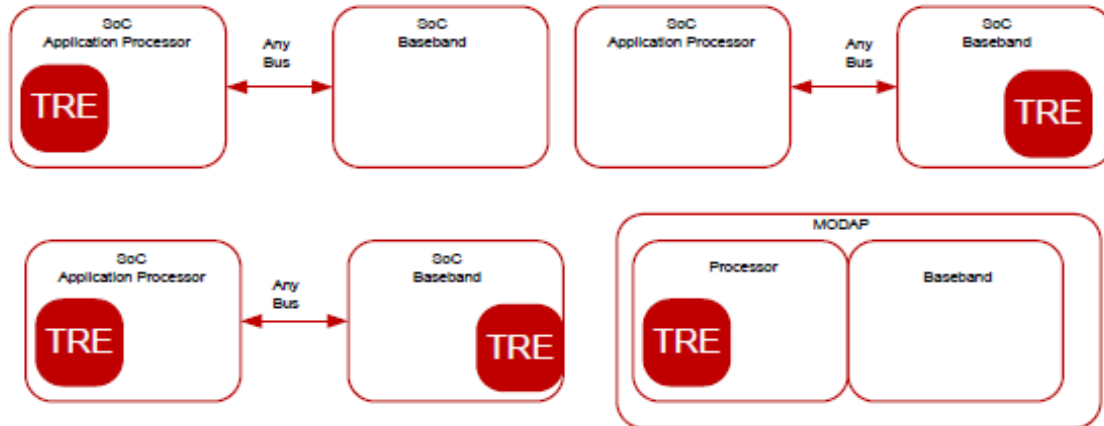 SoC
Application Processor
TRE
Any
Bus
SoC
Baseband
SoC
Application Processor
Any
Bus
SoC
Baseband
TRE
SoC
Application Processor
TRE
Any
Bus
SoC
Baseband
TRE
MODAP
Processor
TRE
Baseband